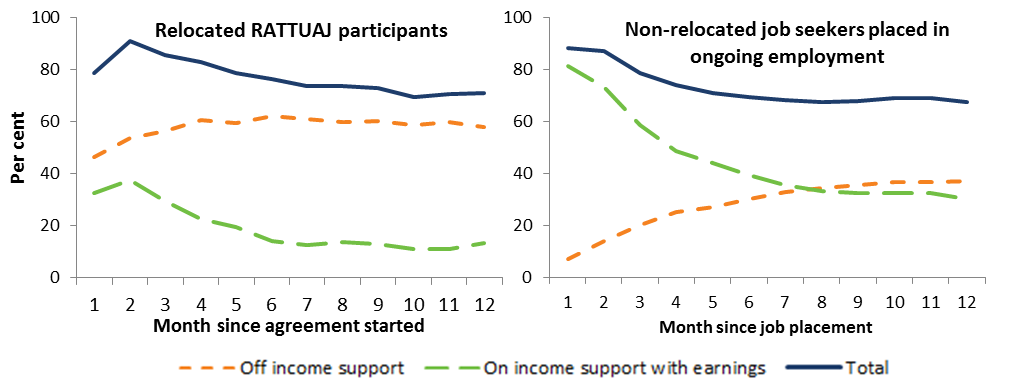 Relocated RATTUAJ participants
Per cent
100
80
60
40
20
0
1 2 3 4 5 6 7 8 9 10 11 12
Month since agreement started
Non-relocated job seekers placed in
ongoing employment
100
80
60
40
20
0
1 2 3 4 5 6 7 8 9 10 11 12
Month since job placement
Off income support On income support with earnings Total